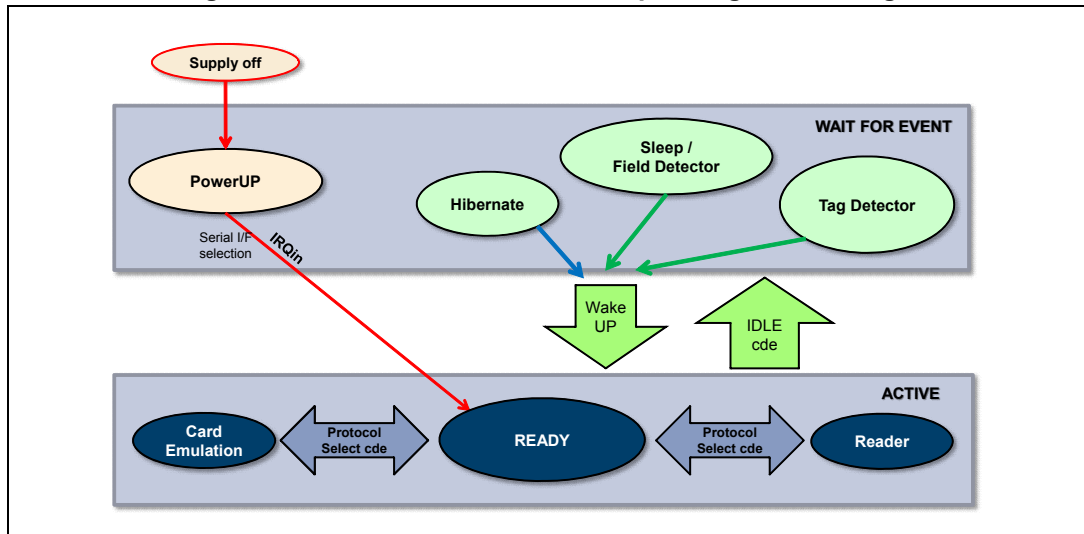 Supply off
WAIT FOR EVENT
PowerUP
Sleep /
Field Detector
Hibernate
Tag Detector
Serial I/F
selection
IRQin
Wake
UP
IDLE
cde
ACTIVE
Card
Emulation
Protocol
Select cde
READY
Protocol
Select cde
Reader